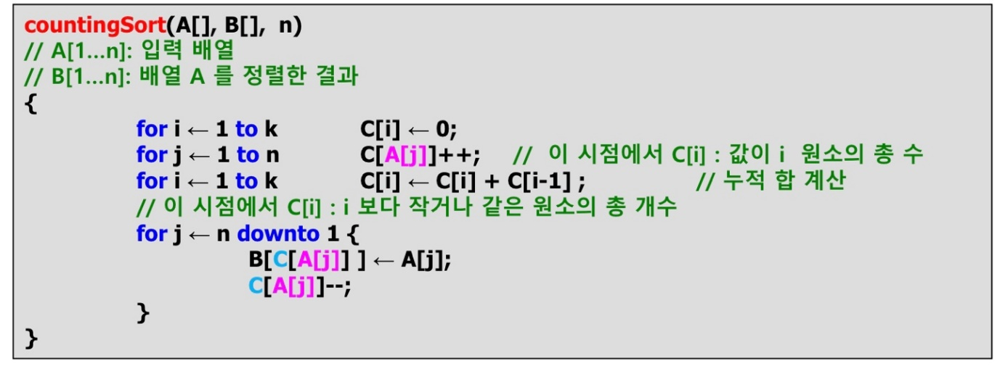 countingSort(A[], B[], n)
// A[1...n]: 입력 배열
// B[1...n]: 배열 A 를 정렬한 결과
{
for i ← 1 to k C[i] ← 0;
for j ← 1 to n C[A[j]]++; // 이 시점에서 C[i] : 값이 i 원소의 총 수
for i ← 1 to k C[i] ← C[i] + C[i-1] ; // 누적 합 계산
// 이 시점에서 C[i] : i 보다 작거나 같은 원소의 총 개수
for j ← n downto 1 {
B[C[A[j]] ] ← A[j];
C[A[j]]--;
}
}